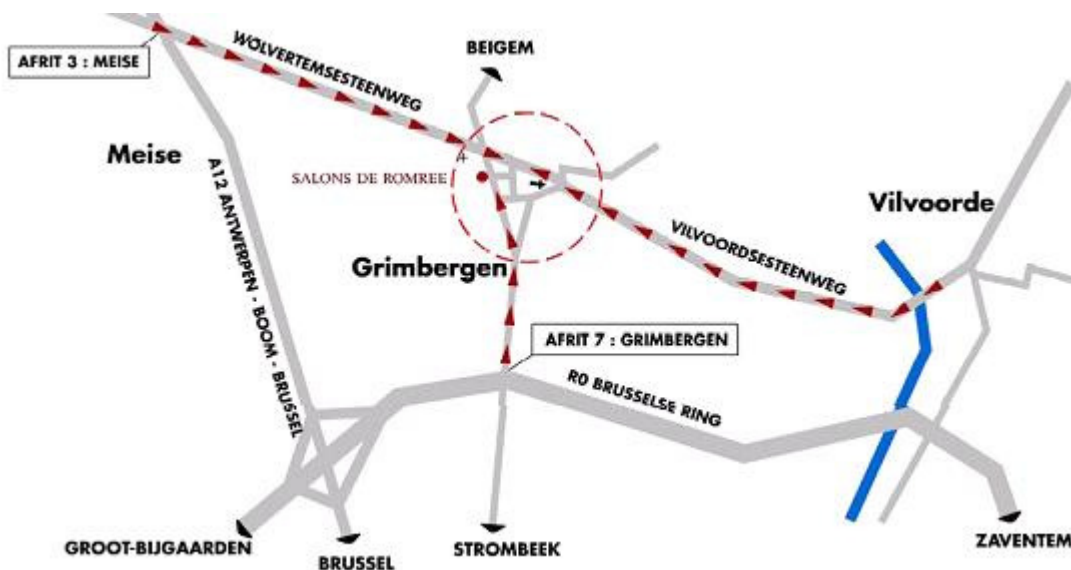 BEIGEM
WOLVERTEMSESTEENWEG
AFRIT 3 : MEISE
Meise
SALONS DE ROMREE
A12 ANTWERPEN - BOOM - BRUSSEL
Vilvoorde
Grimbergen
VILVOORDSESTEENWEG
AFRIT 7 : GRIMBERGEN
R0 BRUSSELSE RING
GROOT-BIJGAARDEN
BRUSSEL
STROMBEEK
ZAVENTEM